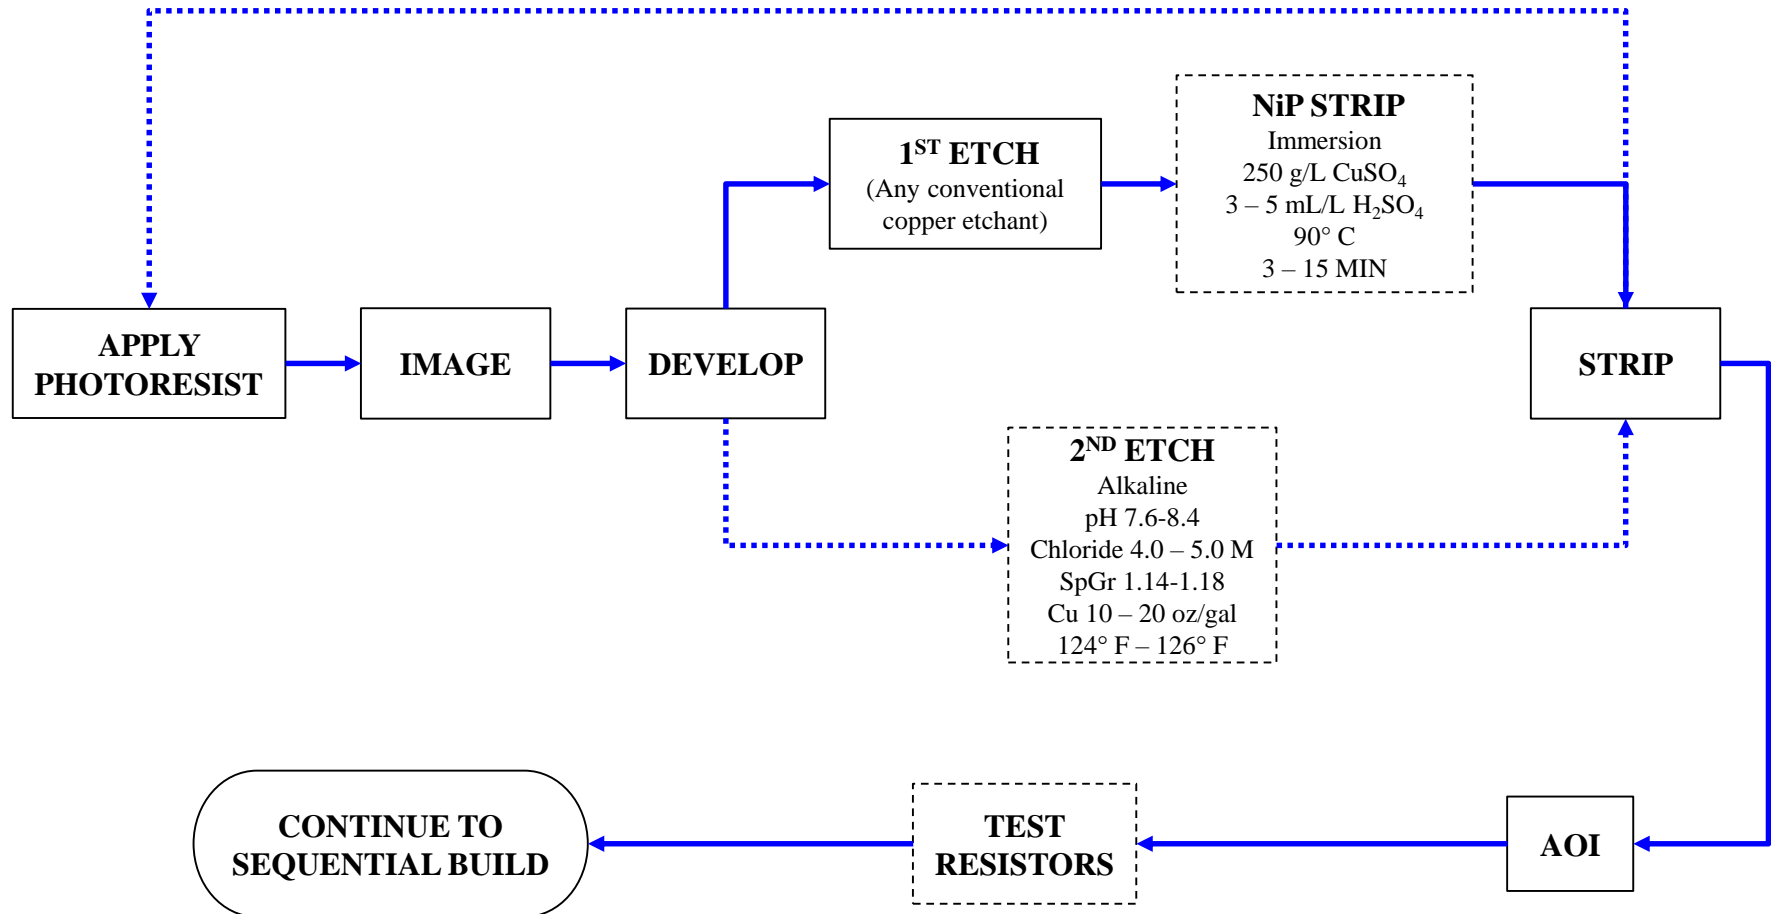 NiP STRIP
Immersion
250 g/L CuSO₄
3 – 5 mL/L H₂SO₄
90° C
3 – 15 MIN
1ST ETCH
(Any conventional
copper etchant)
APPLY
PHOTORESIST
IMAGE
DEVELOP
STRIP
2ND ETCH
Alkaline
pH 7.6-8.4
Chloride 4.0 – 5.0 M
SpGr 1.14-1.18
Cu 10 – 20 oz/gal
124° F – 126° F
CONTINUE TO
SEQUENTIAL BUILD
TEST
RESISTORS
AOI